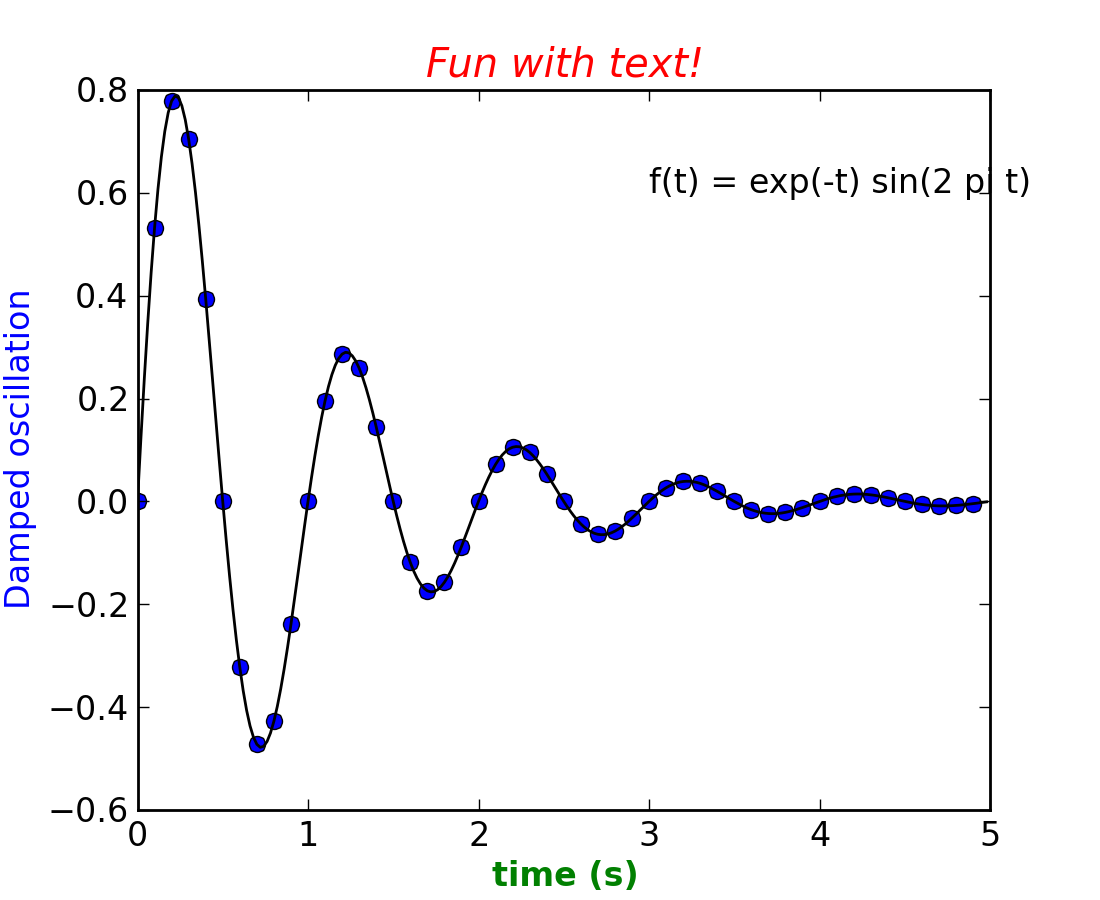 Fun with text!
0.8
f(t) = exp(-t) sin(2 pi t)
0.6
0.4
0.2
0.0
−0.2
−0.4
−0.6
Damped oscillation
0 1 2 3 4 5
time (s)